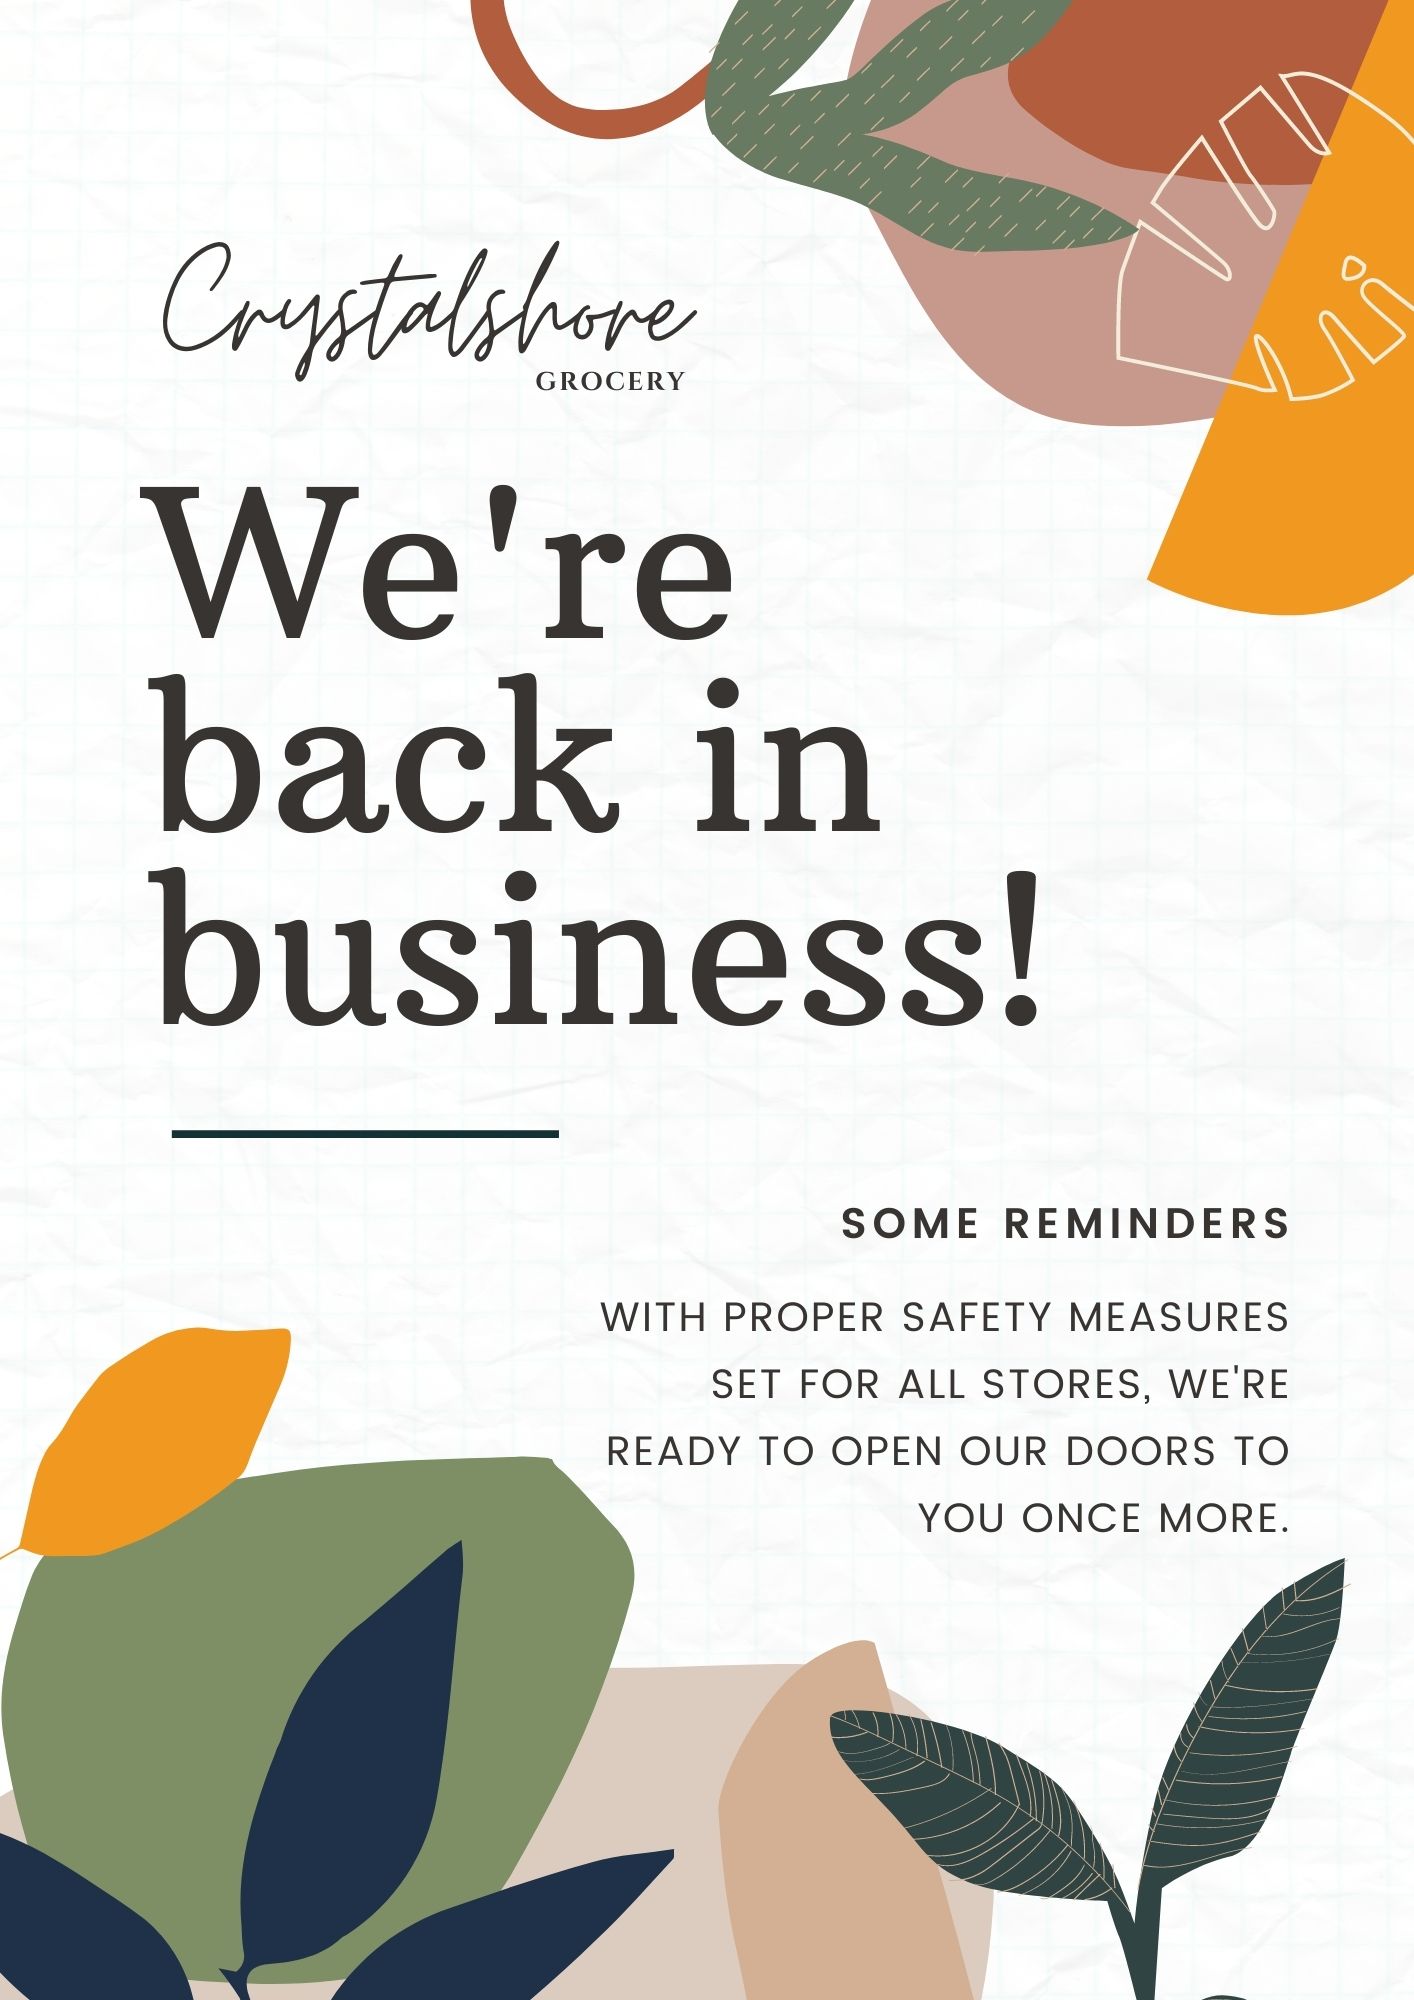 Crystalshore
GROCERY
We're
back in
business!
SOME REMINDERS
WITH PROPER SAFETY MEASURES
SET FOR ALL STORES, WE'RE
READY TO OPEN OUR DOORS TO
YOU ONCE MORE.